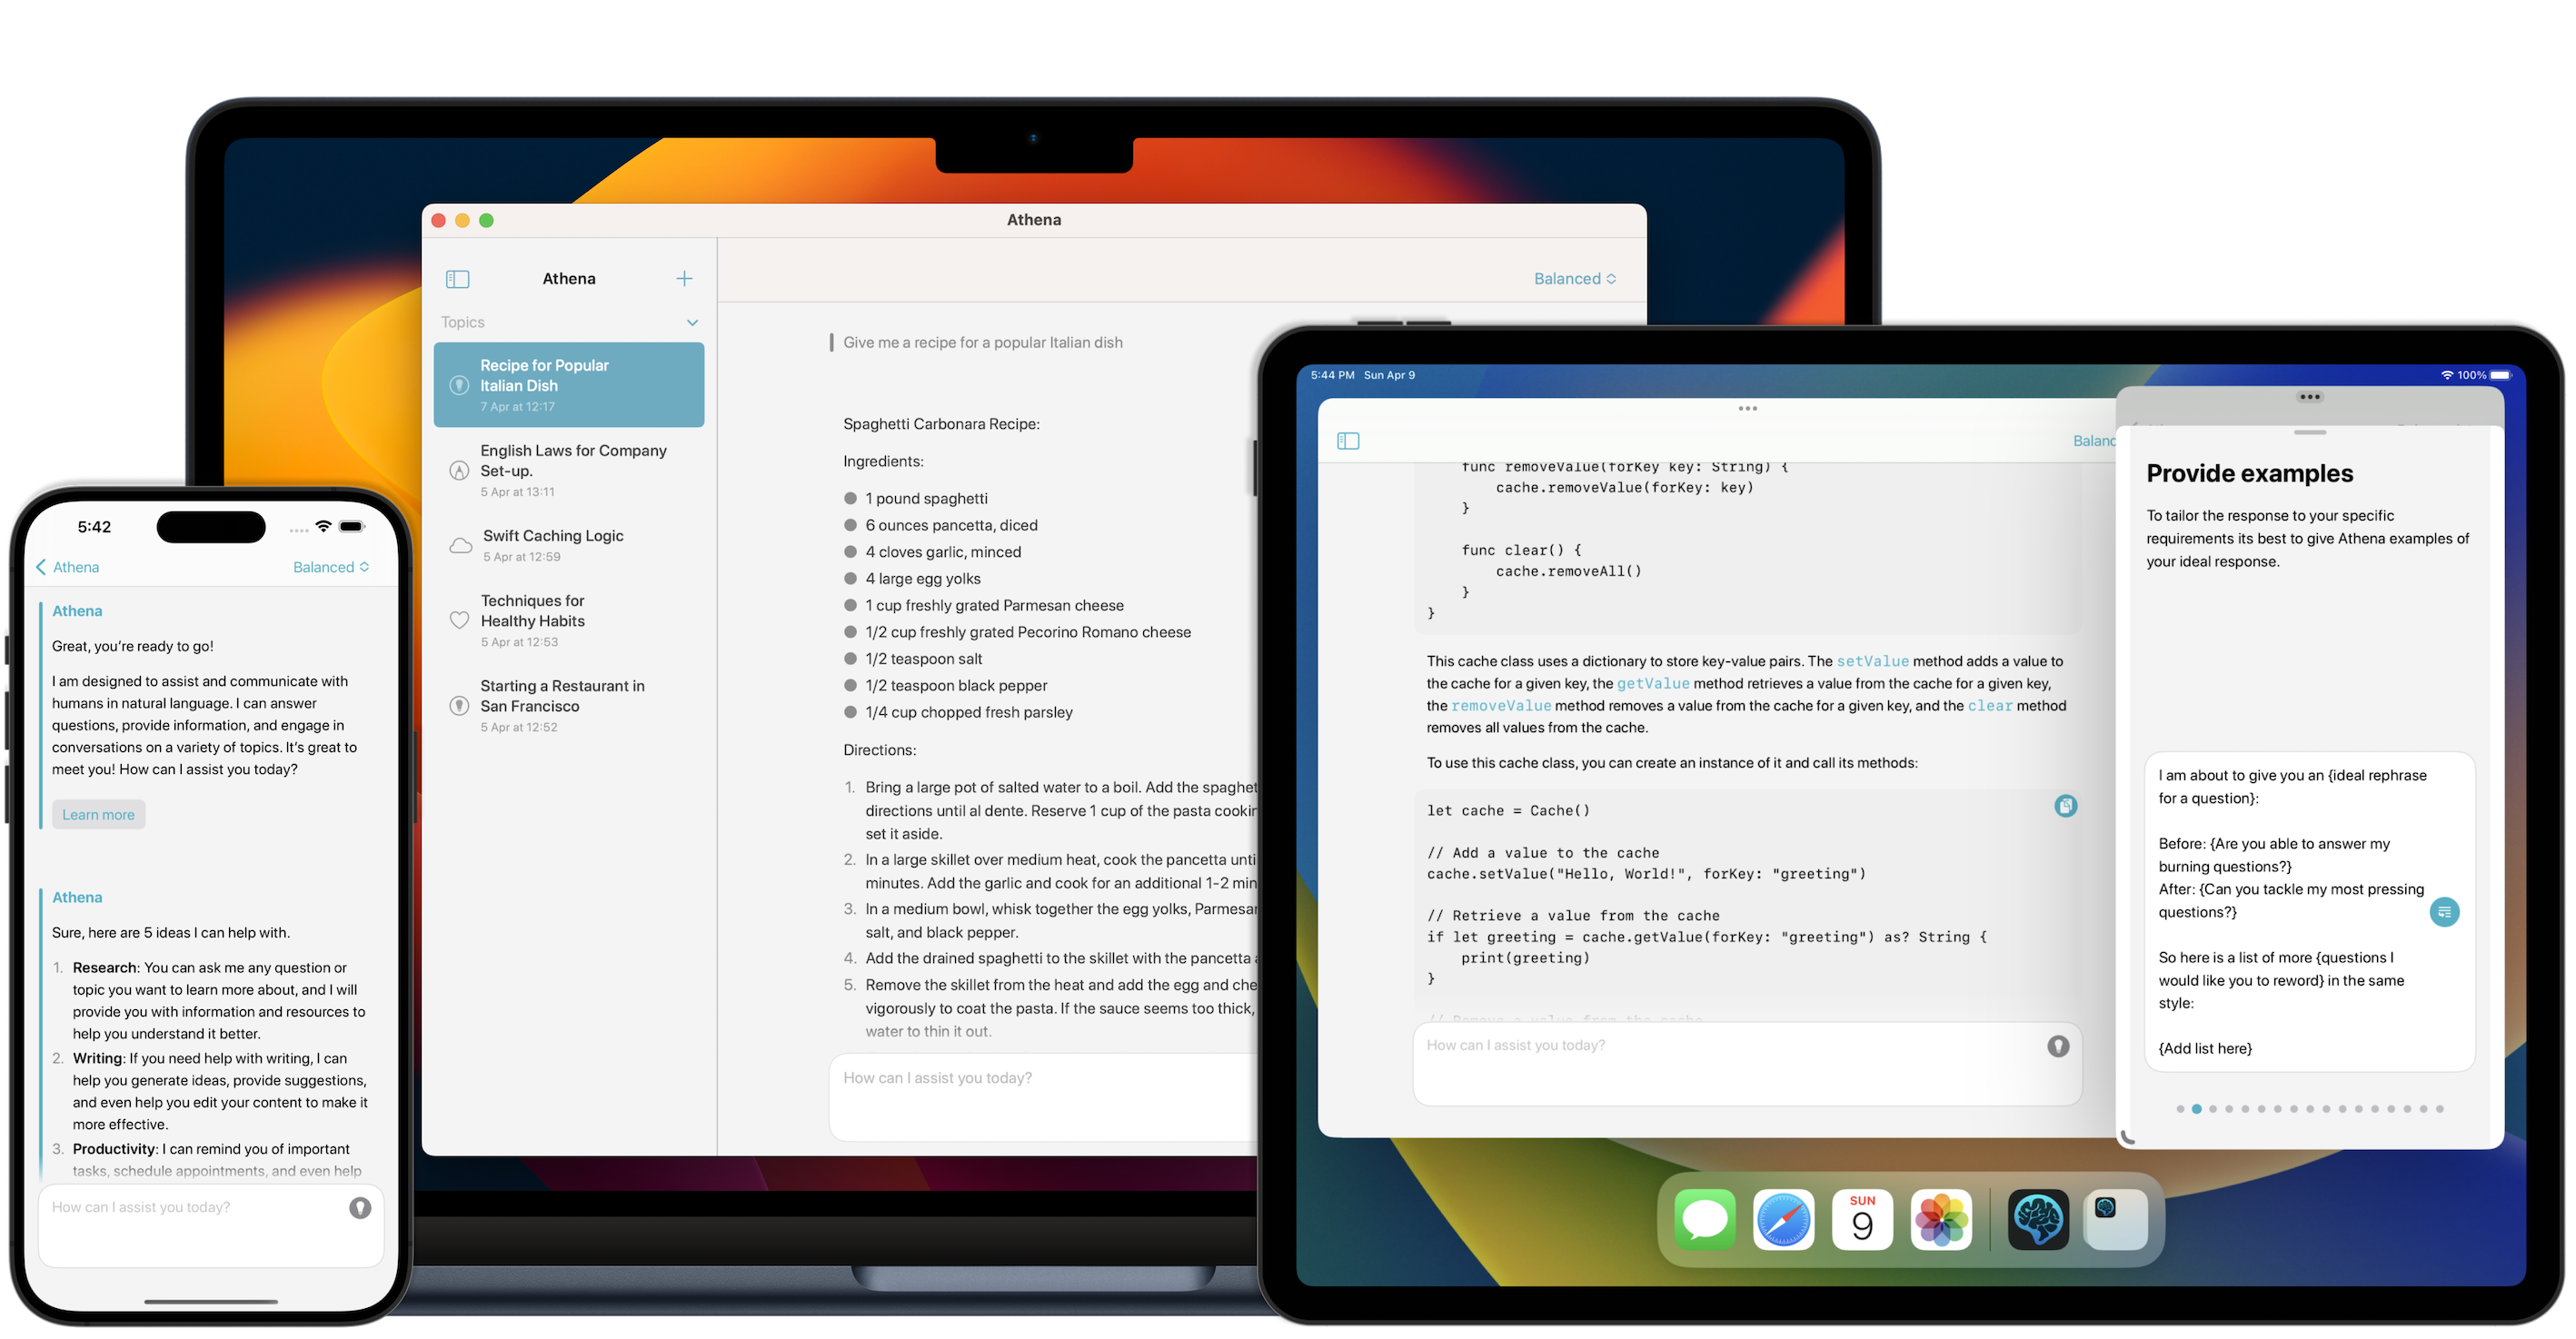 Athena
Athena
Balanced
Topics
Recipe for Popular
Italian Dish
7 Apr at 12:17
English Laws for Company
Set-up.
5 Apr at 13:11
Swift Caching Logic
5 Apr at 12:59
Techniques for
Healthy Habits
5 Apr at 12:53
Starting a Restaurant in
San Francisco
5 Apr at 12:52
Give me a recipe for a popular Italian dish
Spaghetti Carbonara Recipe:
Ingredients:
1 pound spaghetti
6 ounces pancetta, diced
4 cloves garlic, minced
4 large egg yolks
1 cup freshly grated Parmesan cheese
1/2 cup freshly grated Pecorino Romano cheese
1/2 teaspoon salt
1/2 teaspoon black pepper
1/4 cup chopped fresh parsley
Directions:
1. Bring a large pot of salted water to a boil. Add the
directions until al dente. Reserve 1 cup of the pasta
set it aside.
2. In a large skillet over medium heat, cook the pancetta
minutes. Add the garlic and cook for an additional 1-2
3. In a medium bowl, whisk together the egg yolks,
salt, and black pepper.
4. Add the drained spaghetti to the skillet with the pancetta
5. Remove the skillet from the heat and add the egg and
vigorously to coat the pasta. If the sauce seems too thick,
water to thin it out.
How can I assist you today?
5:42
Athena
Balanced
Athena
Great, you’re ready to go!
I am designed to assist and communicate with
humans in natural language. I can answer
questions, provide information, and engage in
conversations on a variety of topics. It’s great to
meet you! How can I assist you today?
Learn more
Athena
Sure, here are 5 ideas I can help with.
1. Research: You can ask me any question or
topic you want to learn more about, and I will
provide you with information and resources to
help you understand it better.
2. Writing: If you need help with writing, I can
help you generate ideas, provide suggestions,
and even help you edit your content to make it
more effective.
3. Productivity: I can remind you of important
tasks, schedule appointments, and even help
How can I assist you today?
5:44 PM Sun Apr 9
100%
func removeValue(forKey key: String) {
cache.removeValue(forKey: key)
}
func clear() {
cache.removeAll()
}
}
This cache class uses a dictionary to store key-value pairs. The setValue method adds a value to
the cache for a given key, the getValue method retrieves a value from the cache for a given key,
the removeValue method removes a value from the cache for a given key, and the clear method
removes all values from the cache.
To use this cache class, you can create an instance of it and call its methods:
let cache = Cache()
// Add a value to the cache
cache.setValue("Hello, World!", forKey: "greeting")
// Retrieve a value from the cache
if let greeting = cache.getValue(forKey: "greeting") as? String {
print(greeting)
}
// Remove a value from the cache
How can I assist you today?
Provide examples
To tailor the response to your specific
requirements its best to give Athena examples of
your ideal response.
I am about to give you an {ideal rephrase
for a question}:
Before: {Are you able to answer my
burning questions?}
After: {Can you tackle my most pressing
questions?}
So here is a list of more {questions I
would like you to reword} in the same
style:
{Add list here}
SUN
9